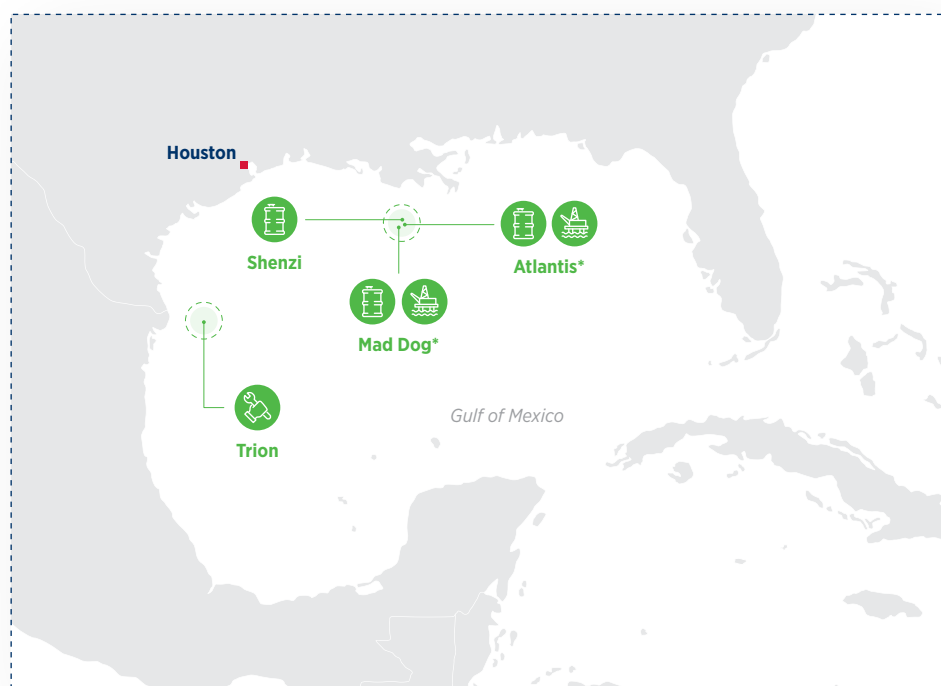 Houston
Shenzi
Atlantis*
Mad Dog*
Gulf of Mexico
Trion